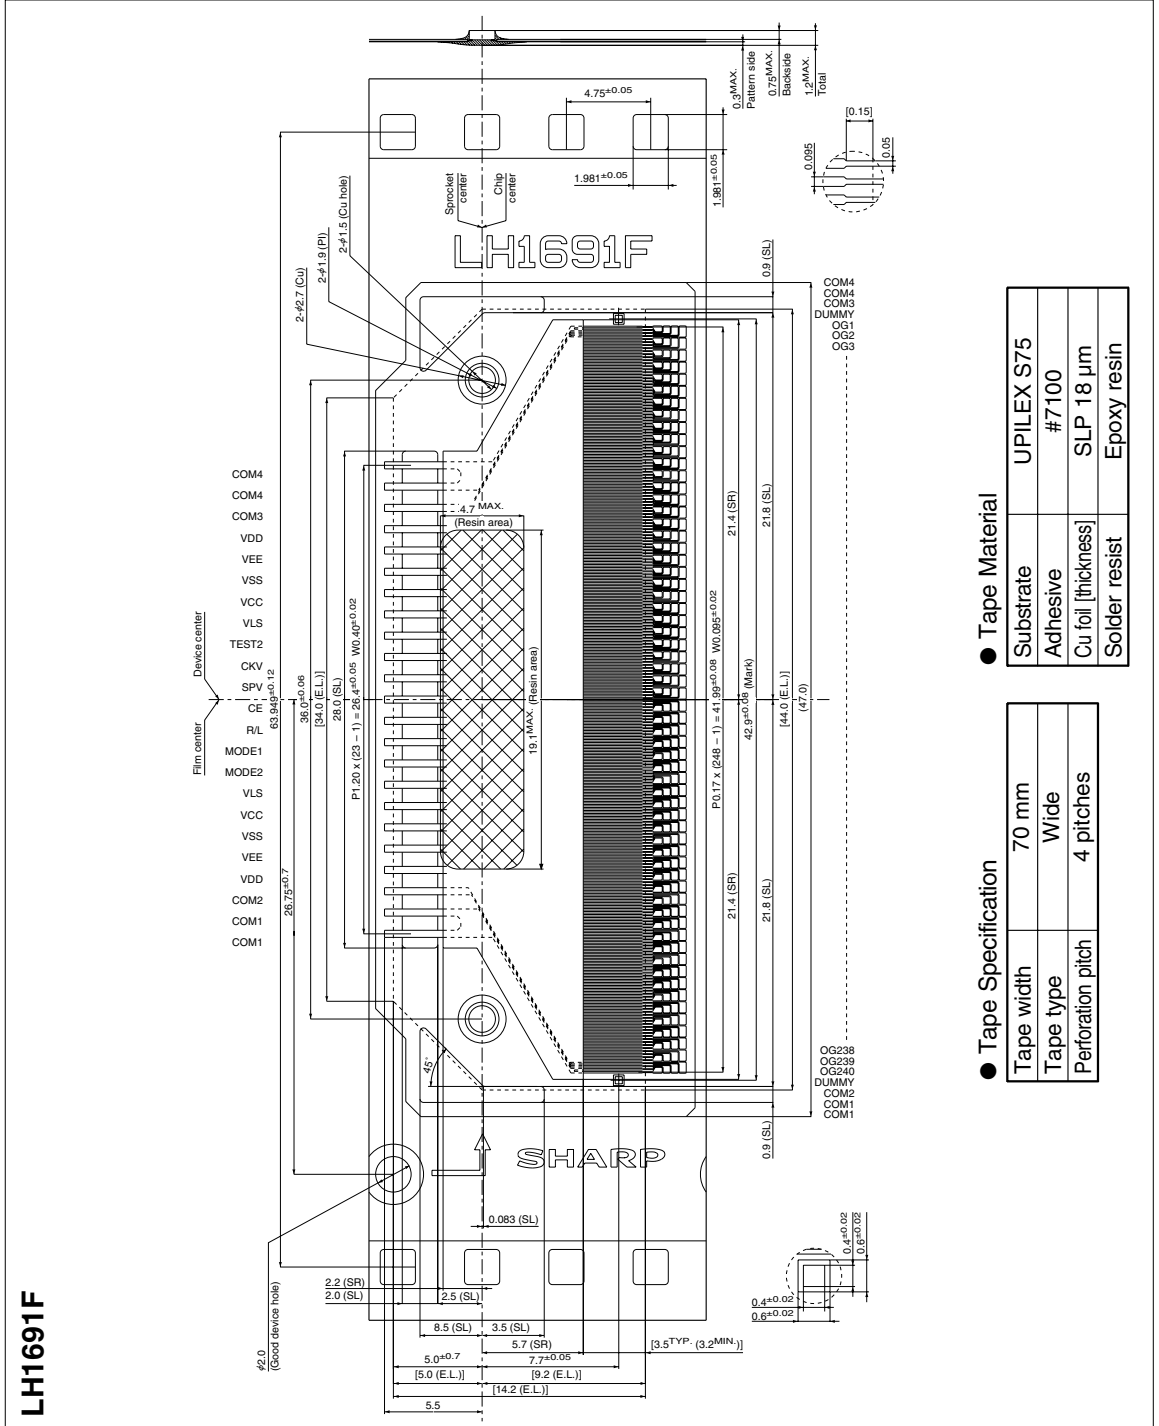 LH1691F
1.2MAX.
Total
0.75MAX.
Backside
0.3MAX.
Pattern side
4.75±0.05
1.981±0.05
1.981±0.05
[0.15]
0.095
0.05
Sprocket
center
Chip
center
2-φ1.5 (Cu hole)
2-φ1.9 (PI)
2-φ2.7 (Cu)
LH1691F
0.9 (SL)
COM4
COM4
COM3
DUMMY
OG1
OG2
OG3
COM4
COM4
COM3
VDD
VEE
VSS
VCC
VLS
TEST2
CKV
SPV
CE
R/L
MODE1
MODE2
VLS
VCC
VSS
VEE
VDD
COM2
COM1
COM1
Film center
Device center
63.949±0.12
36.0±0.06
[34.0 (E.L.)]
28.0 (SL)
P1.20 x (23 – 1) = 26.4±0.05 W0.40±0.02
26.75±0.7
4.7MAX.
(Resin area)
19.1MAX. (Resin area)
P0.17 x (248 – 1) = 41.99±0.08 W0.095±0.02
21.4 (SR)
21.4 (SR)
42.9±0.08 (Mark)
21.8 (SL)
21.8 (SL)
[44.0 (E.L.)]
(47.0)
OG238
OG239
OG240
DUMMY
COM2
COM1
COM1
45°
0.9 (SL)
SHARP
0.083 (SL)
φ2.0
(Good device hole)
2.2 (SR)
2.0 (SL)
2.5 (SL)
8.5 (SL)
3.5 (SL)
5.7 (SR)
[3.5TYP. (3.2MIN.)]
5.0±0.7
7.7±0.05
[5.0 (E.L.)]
[9.2 (E.L.)]
[14.2 (E.L.)]
5.5
0.4±0.02
0.6±0.02
0.4±0.02
0.6±0.02
● Tape Specification
Tape width 70 mm
Tape type Wide
Perforation pitch 4 pitches
● Tape Material
Substrate UPILEX S75
Adhesive #7100
Cu foil [thickness] SLP 18 µm
Solder resist Epoxy resin